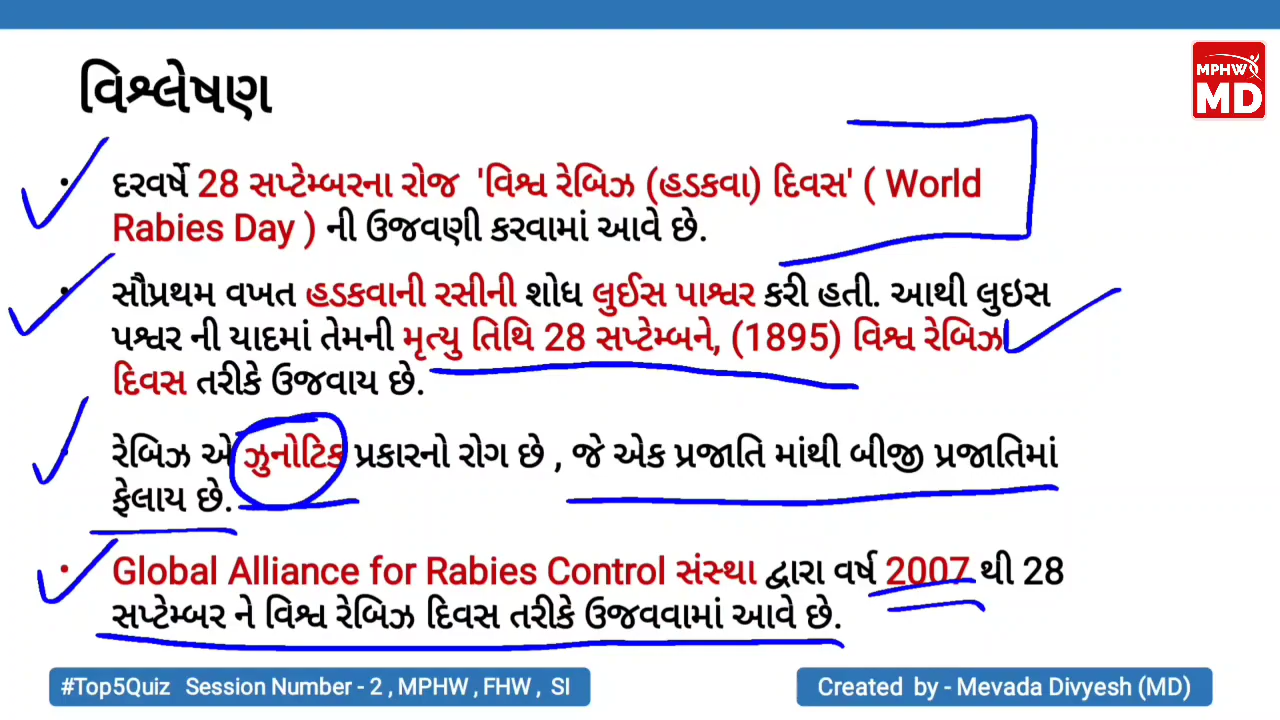 MPHW
MD
વિશ્લેષણ
• દરવર્ષે 28 સપ્ટેમ્બરના રોજ 'વિશ્વ રેબિઝ (હડકવા) દિવસ' ( World
Rabies Day ) ની ઉજવણી કરવામાં આવે છે.
• સૌપ્રથમ વખત હડકવાની રસીની શોધ લુઈસ પાશ્વર કરી હતી. આથી લુઇસ
પશ્વર ની યાદમાં તેમની મૃત્યુ તિથિ 28 સપ્ટેમ્બને, (1895) વિશ્વ રેબિઝ
દિવસ તરીકે ઉજવાય છે.
• રેબિઝ એ ઝુનોટિક પ્રકારનો રોગ છે , જે એક પ્રજાતિ માંથી બીજી પ્રજાતિમાં
ફેલાય છે.
• Global Alliance for Rabies Control સંસ્થા દ્વારા વર્ષ 2007 થી 28
સપ્ટેમ્બર ને વિશ્વ રેબિઝ દિવસ તરીકે ઉજવવામાં આવે છે.
#Top5Quiz Session Number - 2 , MPHW , FHW , SI
Created by - Mevada Divyesh (MD)